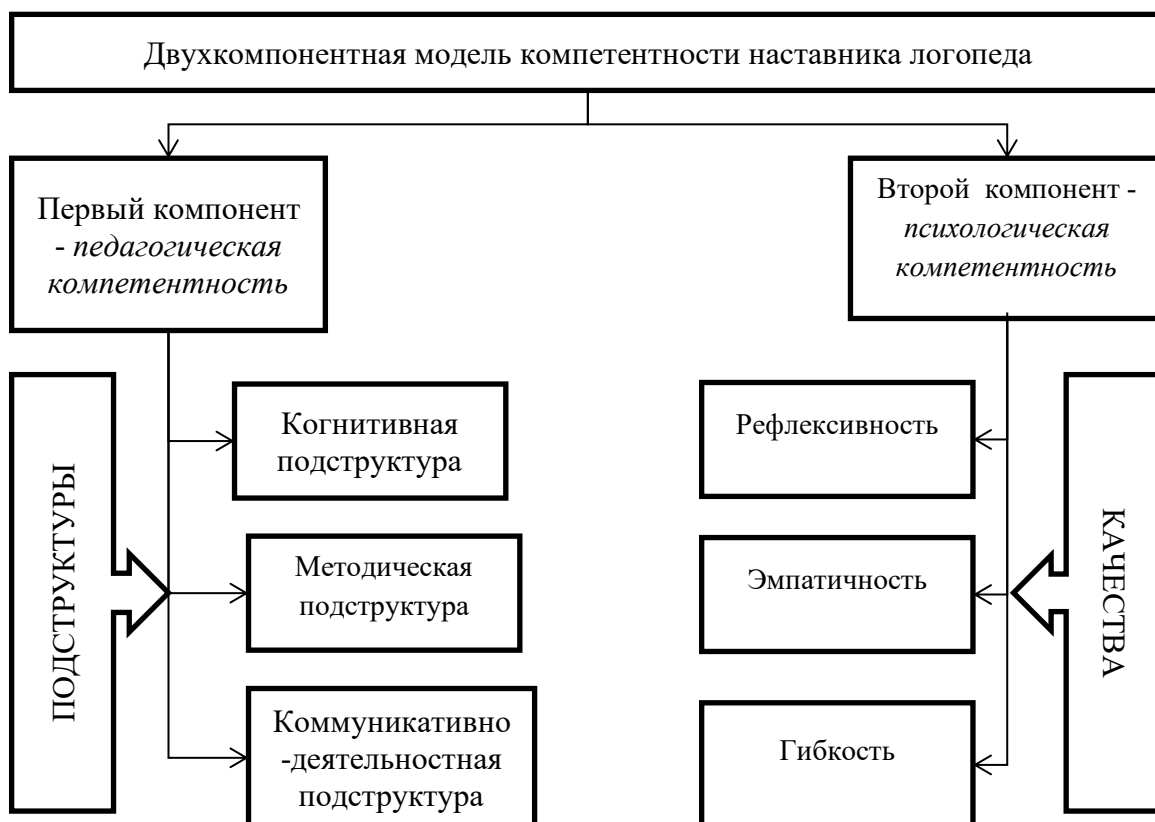 Двухкомпонентная модель компетентности наставника логопеда
Первый компонент
- педагогическая
компетентность
Второй  компонент -
психологическая
компетентность
ПОДСТРУКТУРЫ
Когнитивная
подструктура
Методическая
подструктура
Коммуникативно
-деятельностная
подструктура
Рефлексивность
Эмпатичность
Гибкость
КАЧЕСТВА